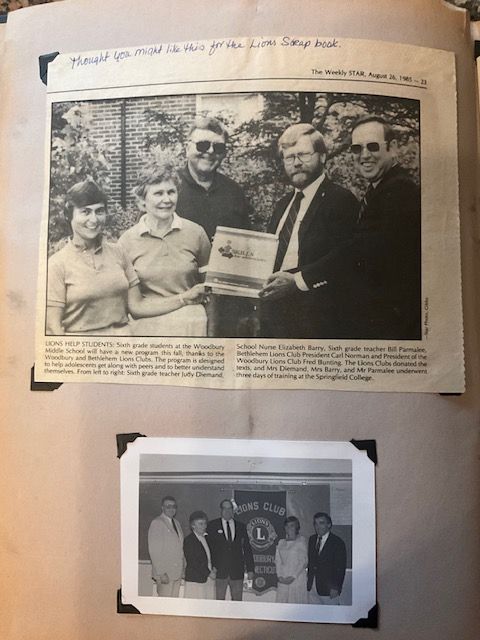 Thought you might like this for the Lions Scrap book.
The Weekly STAR, August 26, 1985 — 23
LIONS HELP STUDENTS: Sixth grade students at the Woodbury
Middle School will have a new program this fall, thanks to the
Woodbury and Bethlehem Lions Clubs. The program is designed
to help adolescents get along with peers and to better understand
themselves. From left to right: Sixth grade teacher Judy Diemand,
School Nurse Elizabeth Barry, Sixth grade teacher Bill Parmalee,
Bethlehem Lions Club President Carl Norman and President of the
Woodbury Lions Club Fred Bunting. The Lions Clubs donated the
texts, and Mrs Diemand, Mrs Barry, and Mr Parmalee underwent
three days of training at the Springfield College.
LIONS CLUB
LIONS
L